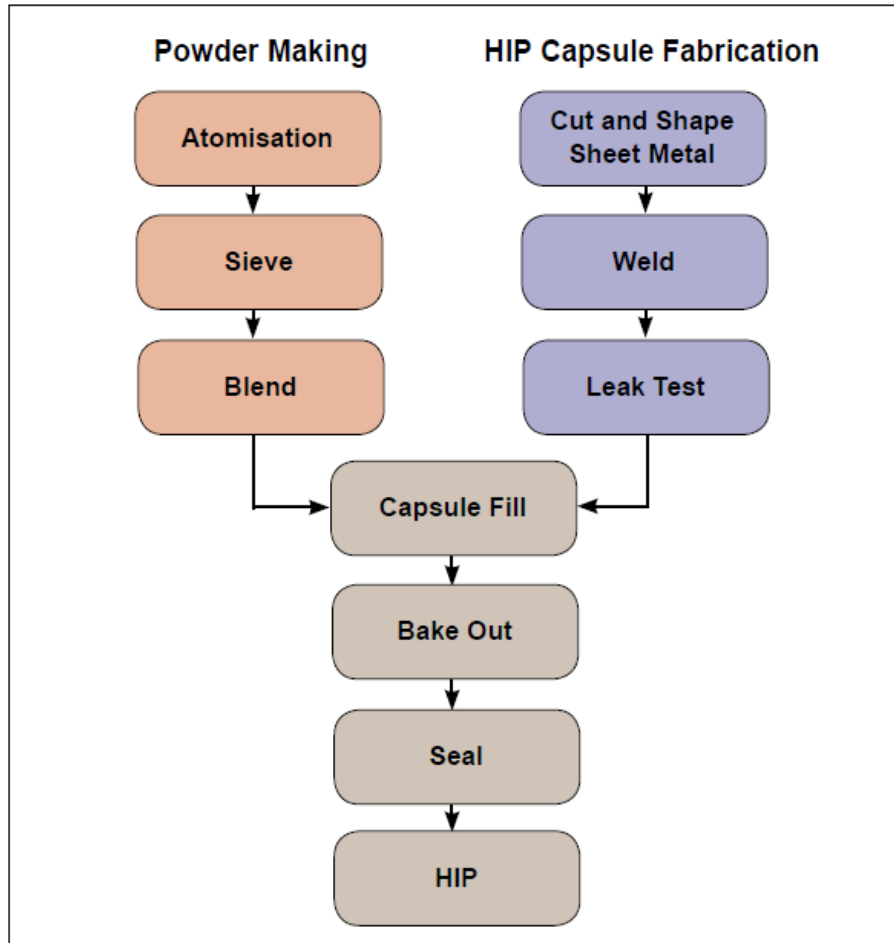 Powder Making
HIP Capsule Fabrication
Atomisation
Cut and Shape
Sheet Metal
Sieve
Weld
Blend
Leak Test
Capsule Fill
Bake Out
Seal
HIP